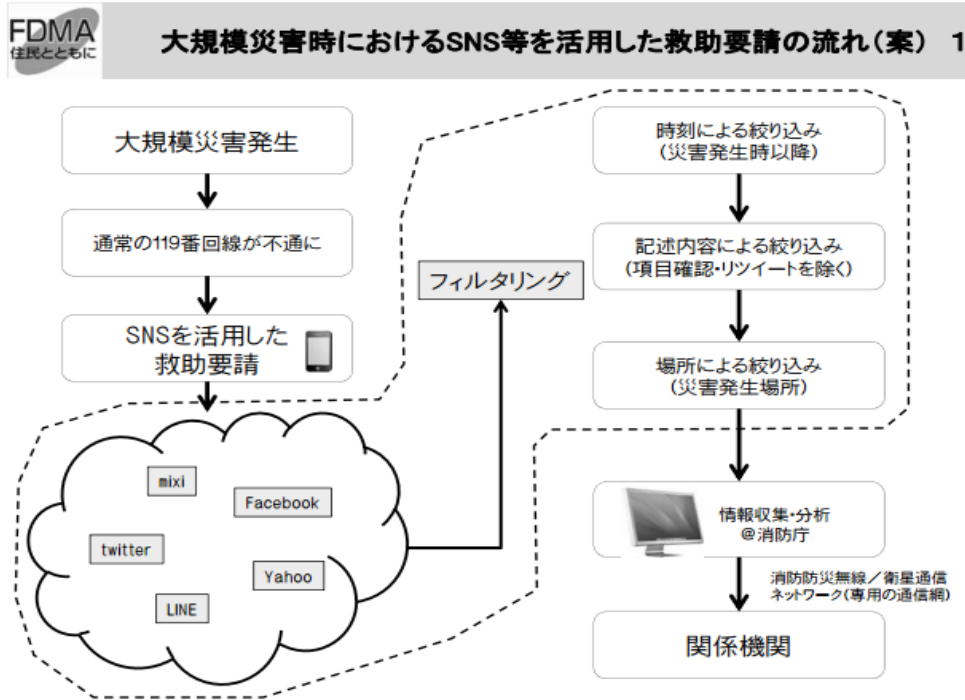 FDMA
住民とともに
大規模災害時におけるSNS等を活用した救助要請の流れ(案) 1
大規模災害発生
通常の119番回線が不通に
SNSを活用した
救助要請
mixi
Facebook
twitter
Yahoo
LINE
フィルタリング
時刻による絞り込み
(災害発生時以降)
記述内容による絞り込み
(項目確認・リツイートを除く)
場所による絞り込み
(災害発生場所)
情報収集・分析
@消防庁
消防防災無線/衛星通信
ネットワーク(専用の通信網)
関係機関